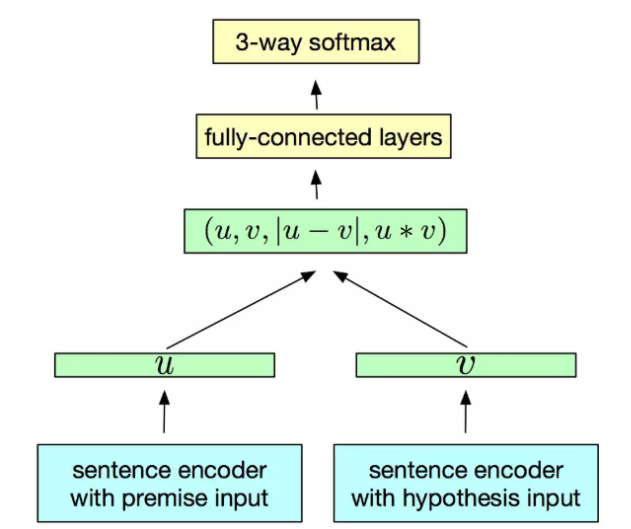 3-way softmax
fully-connected layers
(u, v, |u − v|, u ∗ v)
u
v
sentence encoder
with premise input
sentence encoder
with hypothesis input